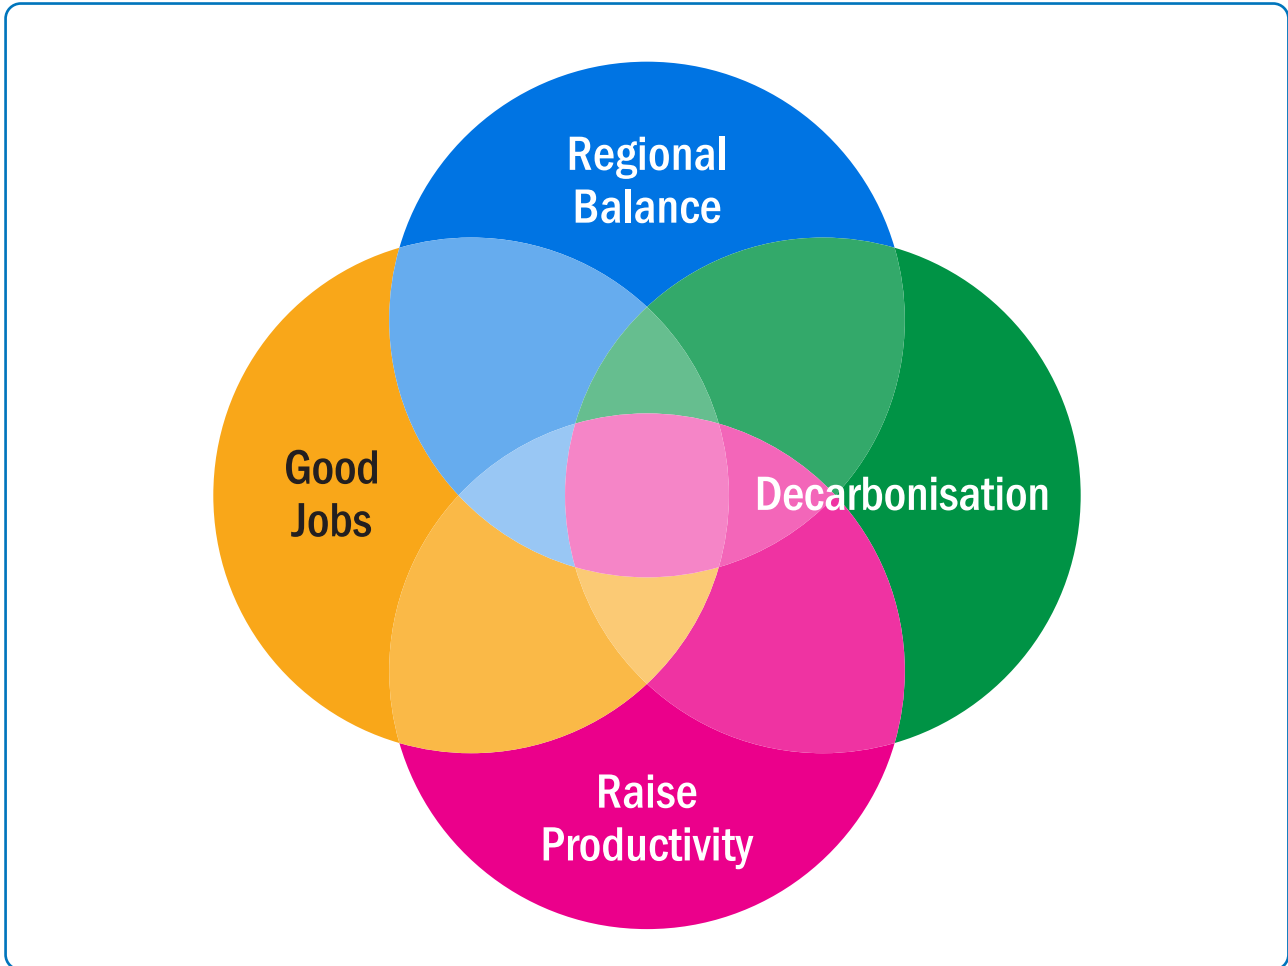 Regional
Balance
Good
Jobs
Decarbonisation
Raise
Productivity